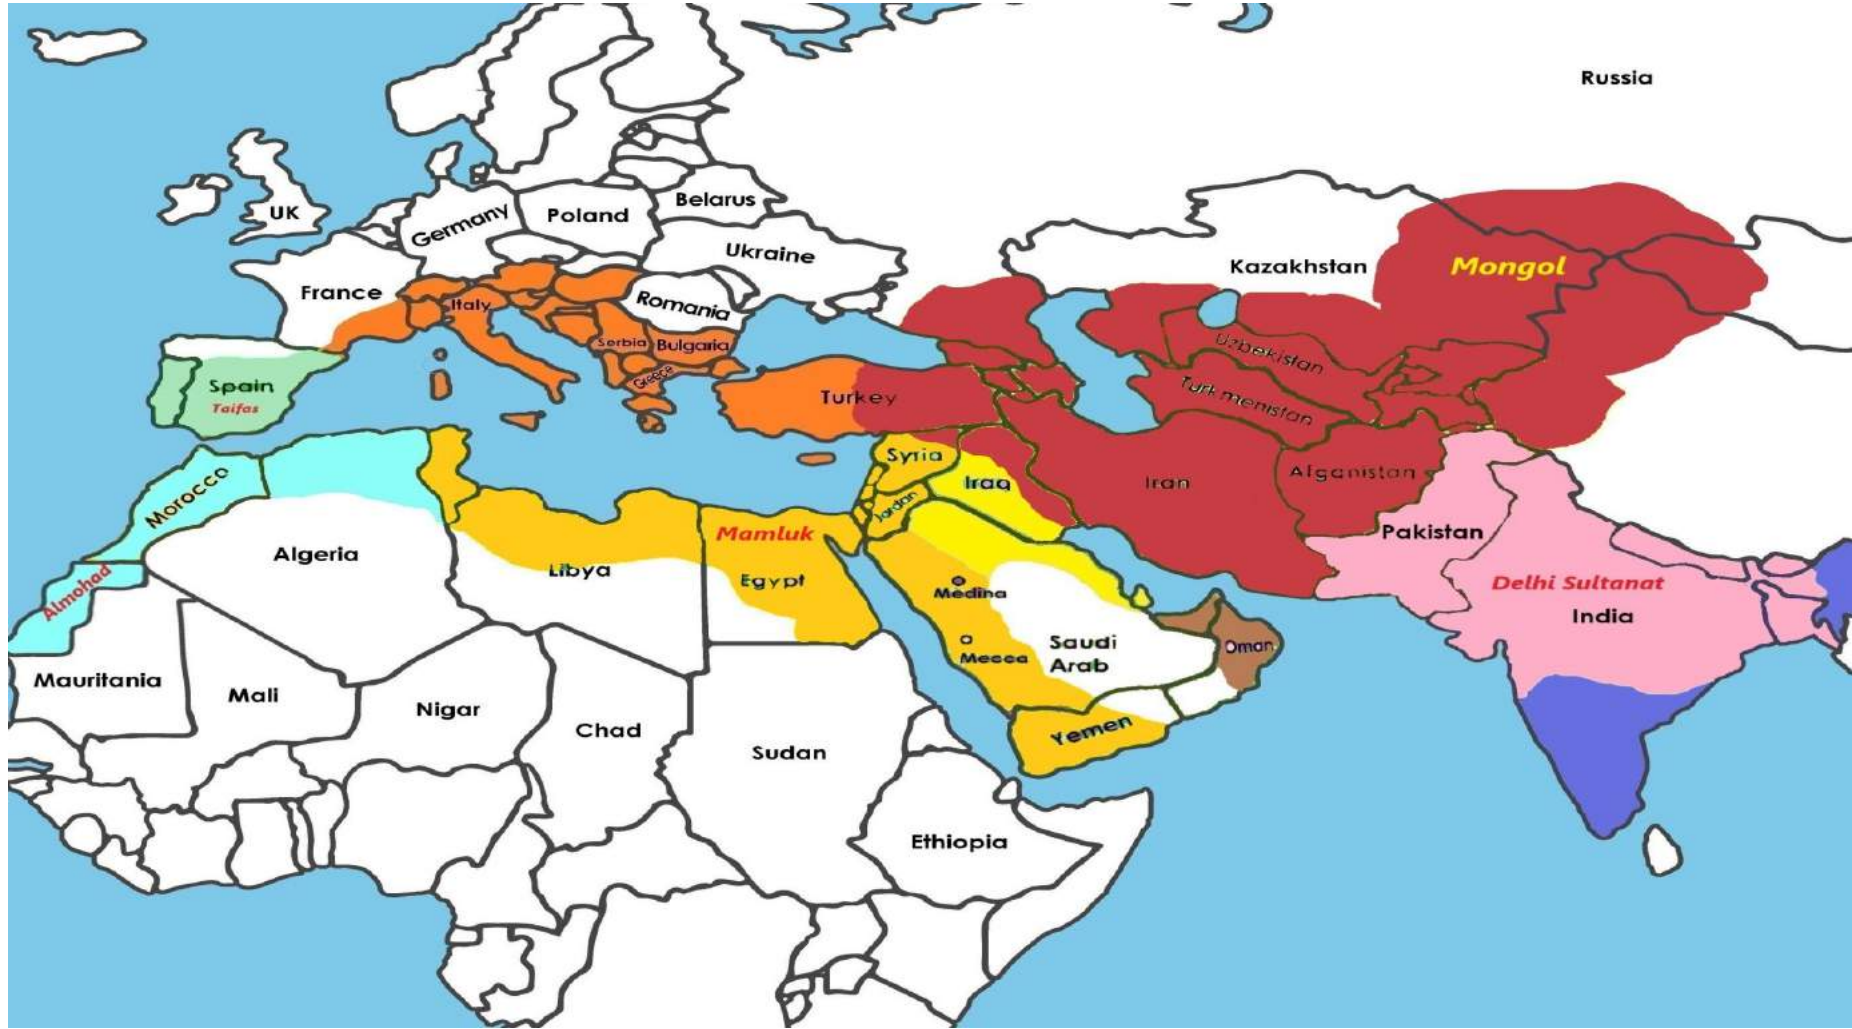 Russia
UK
Germany
Poland
Belarus
Ukraine
France
Italy
Romania
Kazakhstan
Mongol
Serbia
Bulgaria
Greece
Spain
Taifas
Turkey
Uzbekistan
Turkmenistan
Morocco
Syria
Iraq
Jordan
Iran
Afganistan
Pakistan
Mamluk
Algeria
Libya
Egypt
Almohad
Medina
Mecca
Saudi
Arab
Oman
Delhi Sultanat
India
Mauritania
Mali
Nigar
Chad
Sudan
Yemen
Ethiopia